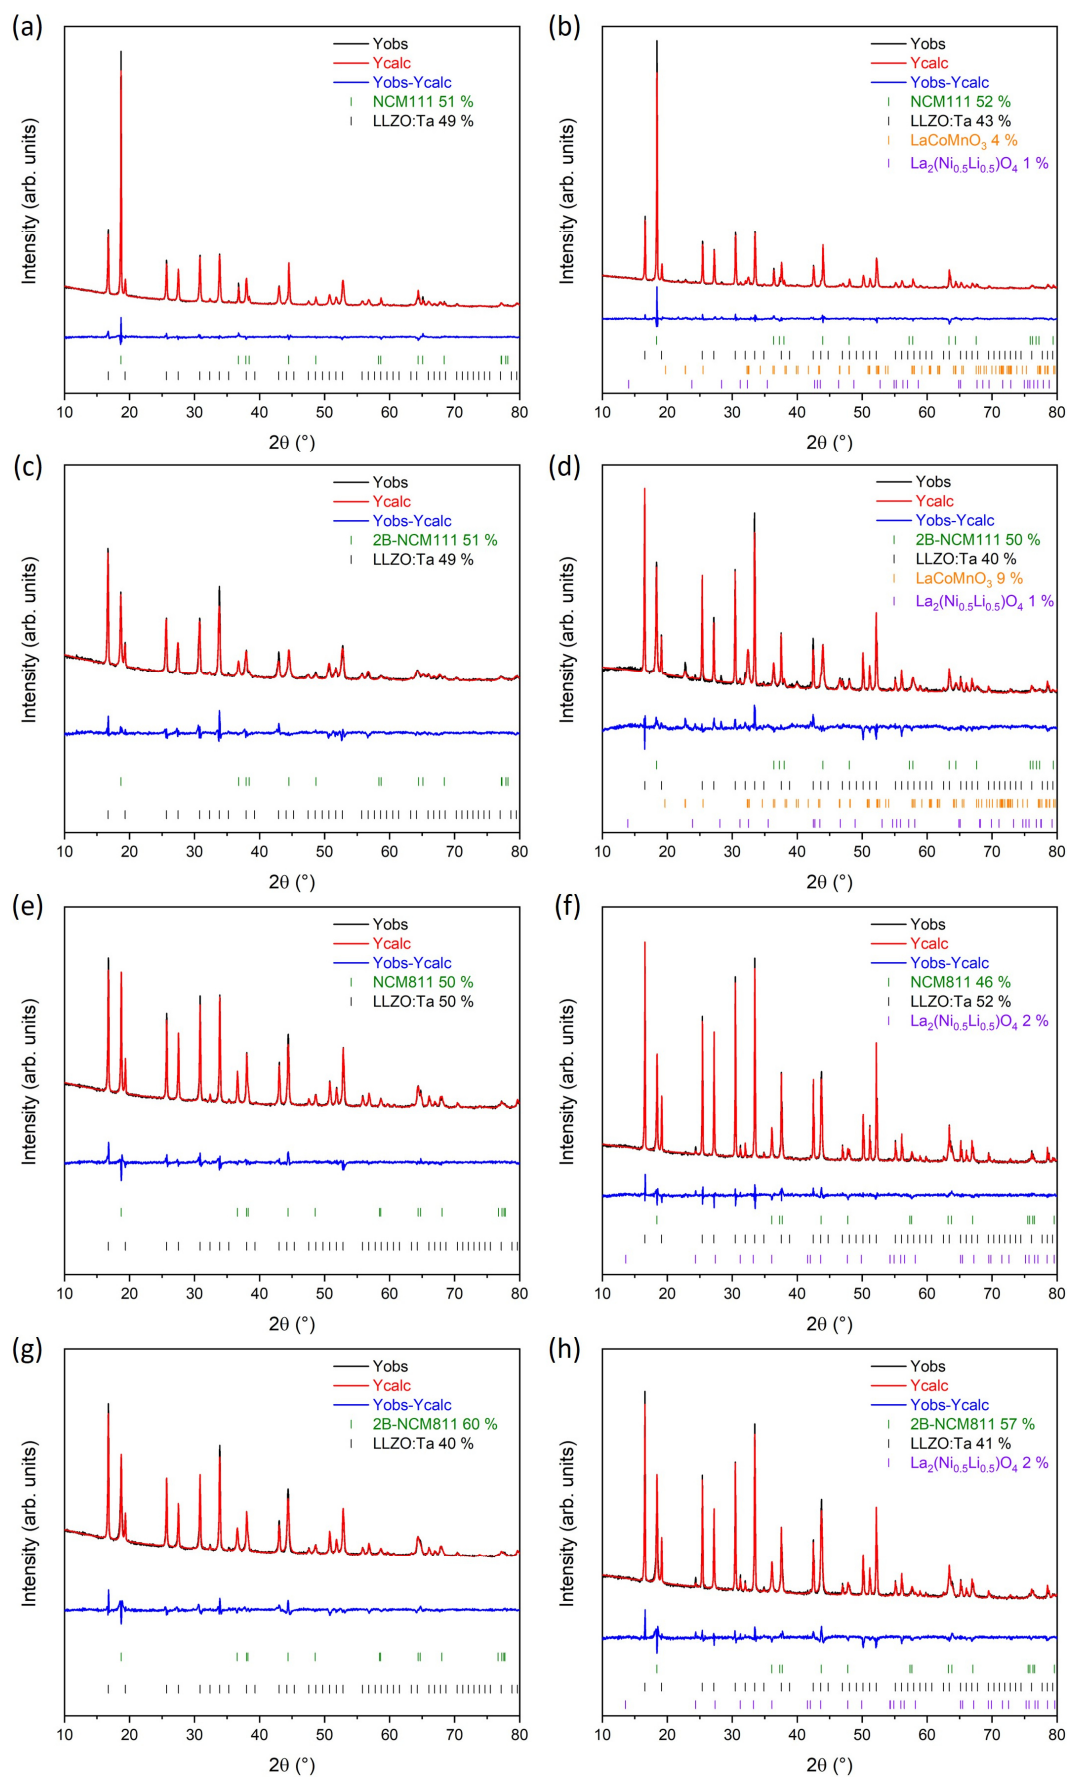 (a)
Yobs
Ycalc
Yobs-Ycalc
NCM111 51 %
LLZO:Ta 49 %
Intensity (arb. units)
10 20 30 40 50 60 70 80
2θ (°)
(b)
Yobs
Ycalc
Yobs-Ycalc
NCM111 52 %
LLZO:Ta 43 %
LaCoMnO3 4 %
La2(Ni0.5Li0.5)O4 1 %
Intensity (arb. units)
10 20 30 40 50 60 70 80
2θ (°)
(c)
Yobs
Ycalc
Yobs-Ycalc
2B-NCM111 51 %
LLZO:Ta 49 %
Intensity (arb. units)
10 20 30 40 50 60 70 80
2θ (°)
(d)
Yobs
Ycalc
Yobs-Ycalc
2B-NCM111 50 %
LLZO:Ta 40 %
LaCoMnO3 9 %
La2(Ni0.5Li0.5)O4 1 %
Intensity (arb. units)
10 20 30 40 50 60 70 80
2θ (°)
(e)
Yobs
Ycalc
Yobs-Ycalc
NCM811 50 %
LLZO:Ta 50 %
Intensity (arb. units)
10 20 30 40 50 60 70 80
2θ (°)
(f)
Yobs
Ycalc
Yobs-Ycalc
NCM811 46 %
LLZO:Ta 52 %
La2(Ni0.5Li0.5)O4 2 %
Intensity (arb. units)
10 20 30 40 50 60 70 80
2θ (°)
(g)
Yobs
Ycalc
Yobs-Ycalc
2B-NCM811 60 %
LLZO:Ta 40 %
Intensity (arb. units)
10 20 30 40 50 60 70 80
2θ (°)
(h)
Yobs
Ycalc
Yobs-Ycalc
2B-NCM811 57 %
LLZO:Ta 41 %
La2(Ni0.5Li0.5)O4 2 %
Intensity (arb. units)
10 20 30 40 50 60 70 80
2θ (°)